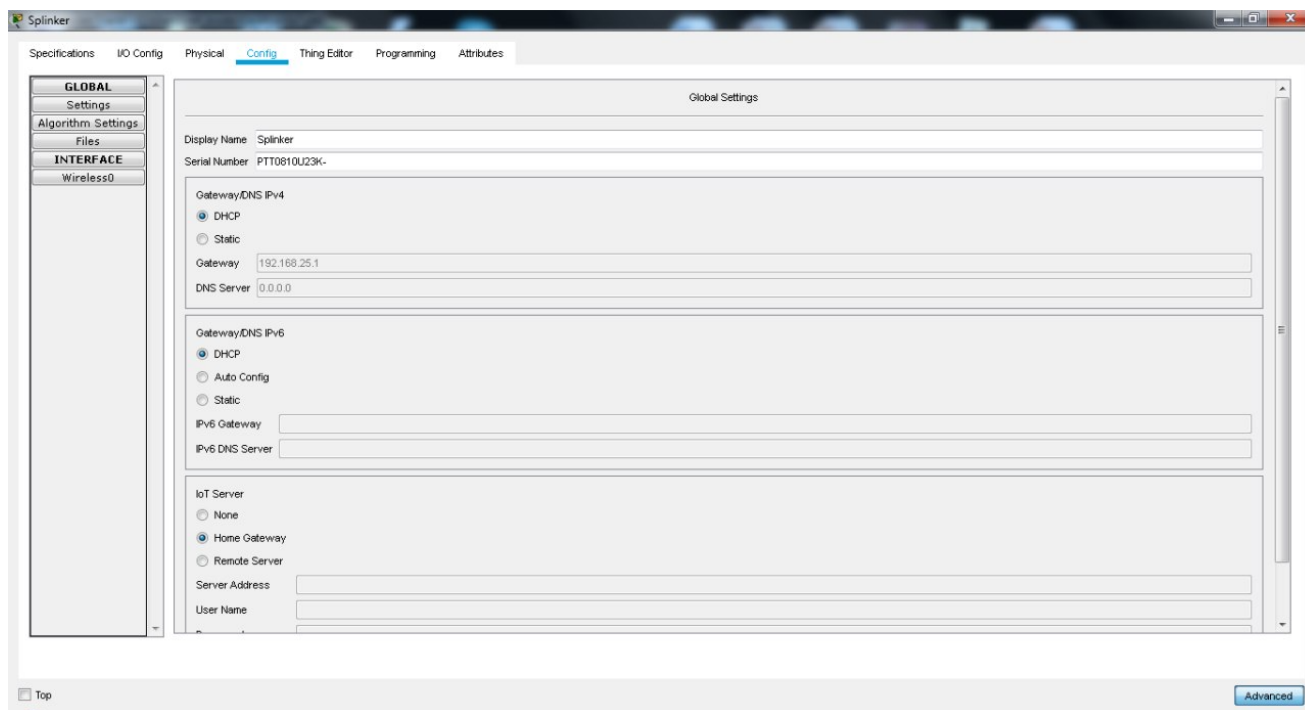 Splinker
Specifications I/O Config Physical Config Thing Editor Programming Attributes
GLOBAL
Settings
Algorithm Settings
Files
INTERFACE
Wireless0
Global Settings
Display Name Splinker
Serial Number PTT0810U23K-
Gateway/DNS IPv4
DHCP
Static
Gateway 192.168.25.1
DNS Server 0.0.0.0
Gateway/DNS IPv6
DHCP
Auto Config
Static
IPv6 Gateway
IPv6 DNS Server
IoT Server
None
Home Gateway
Remote Server
Server Address
User Name
Top
Advanced